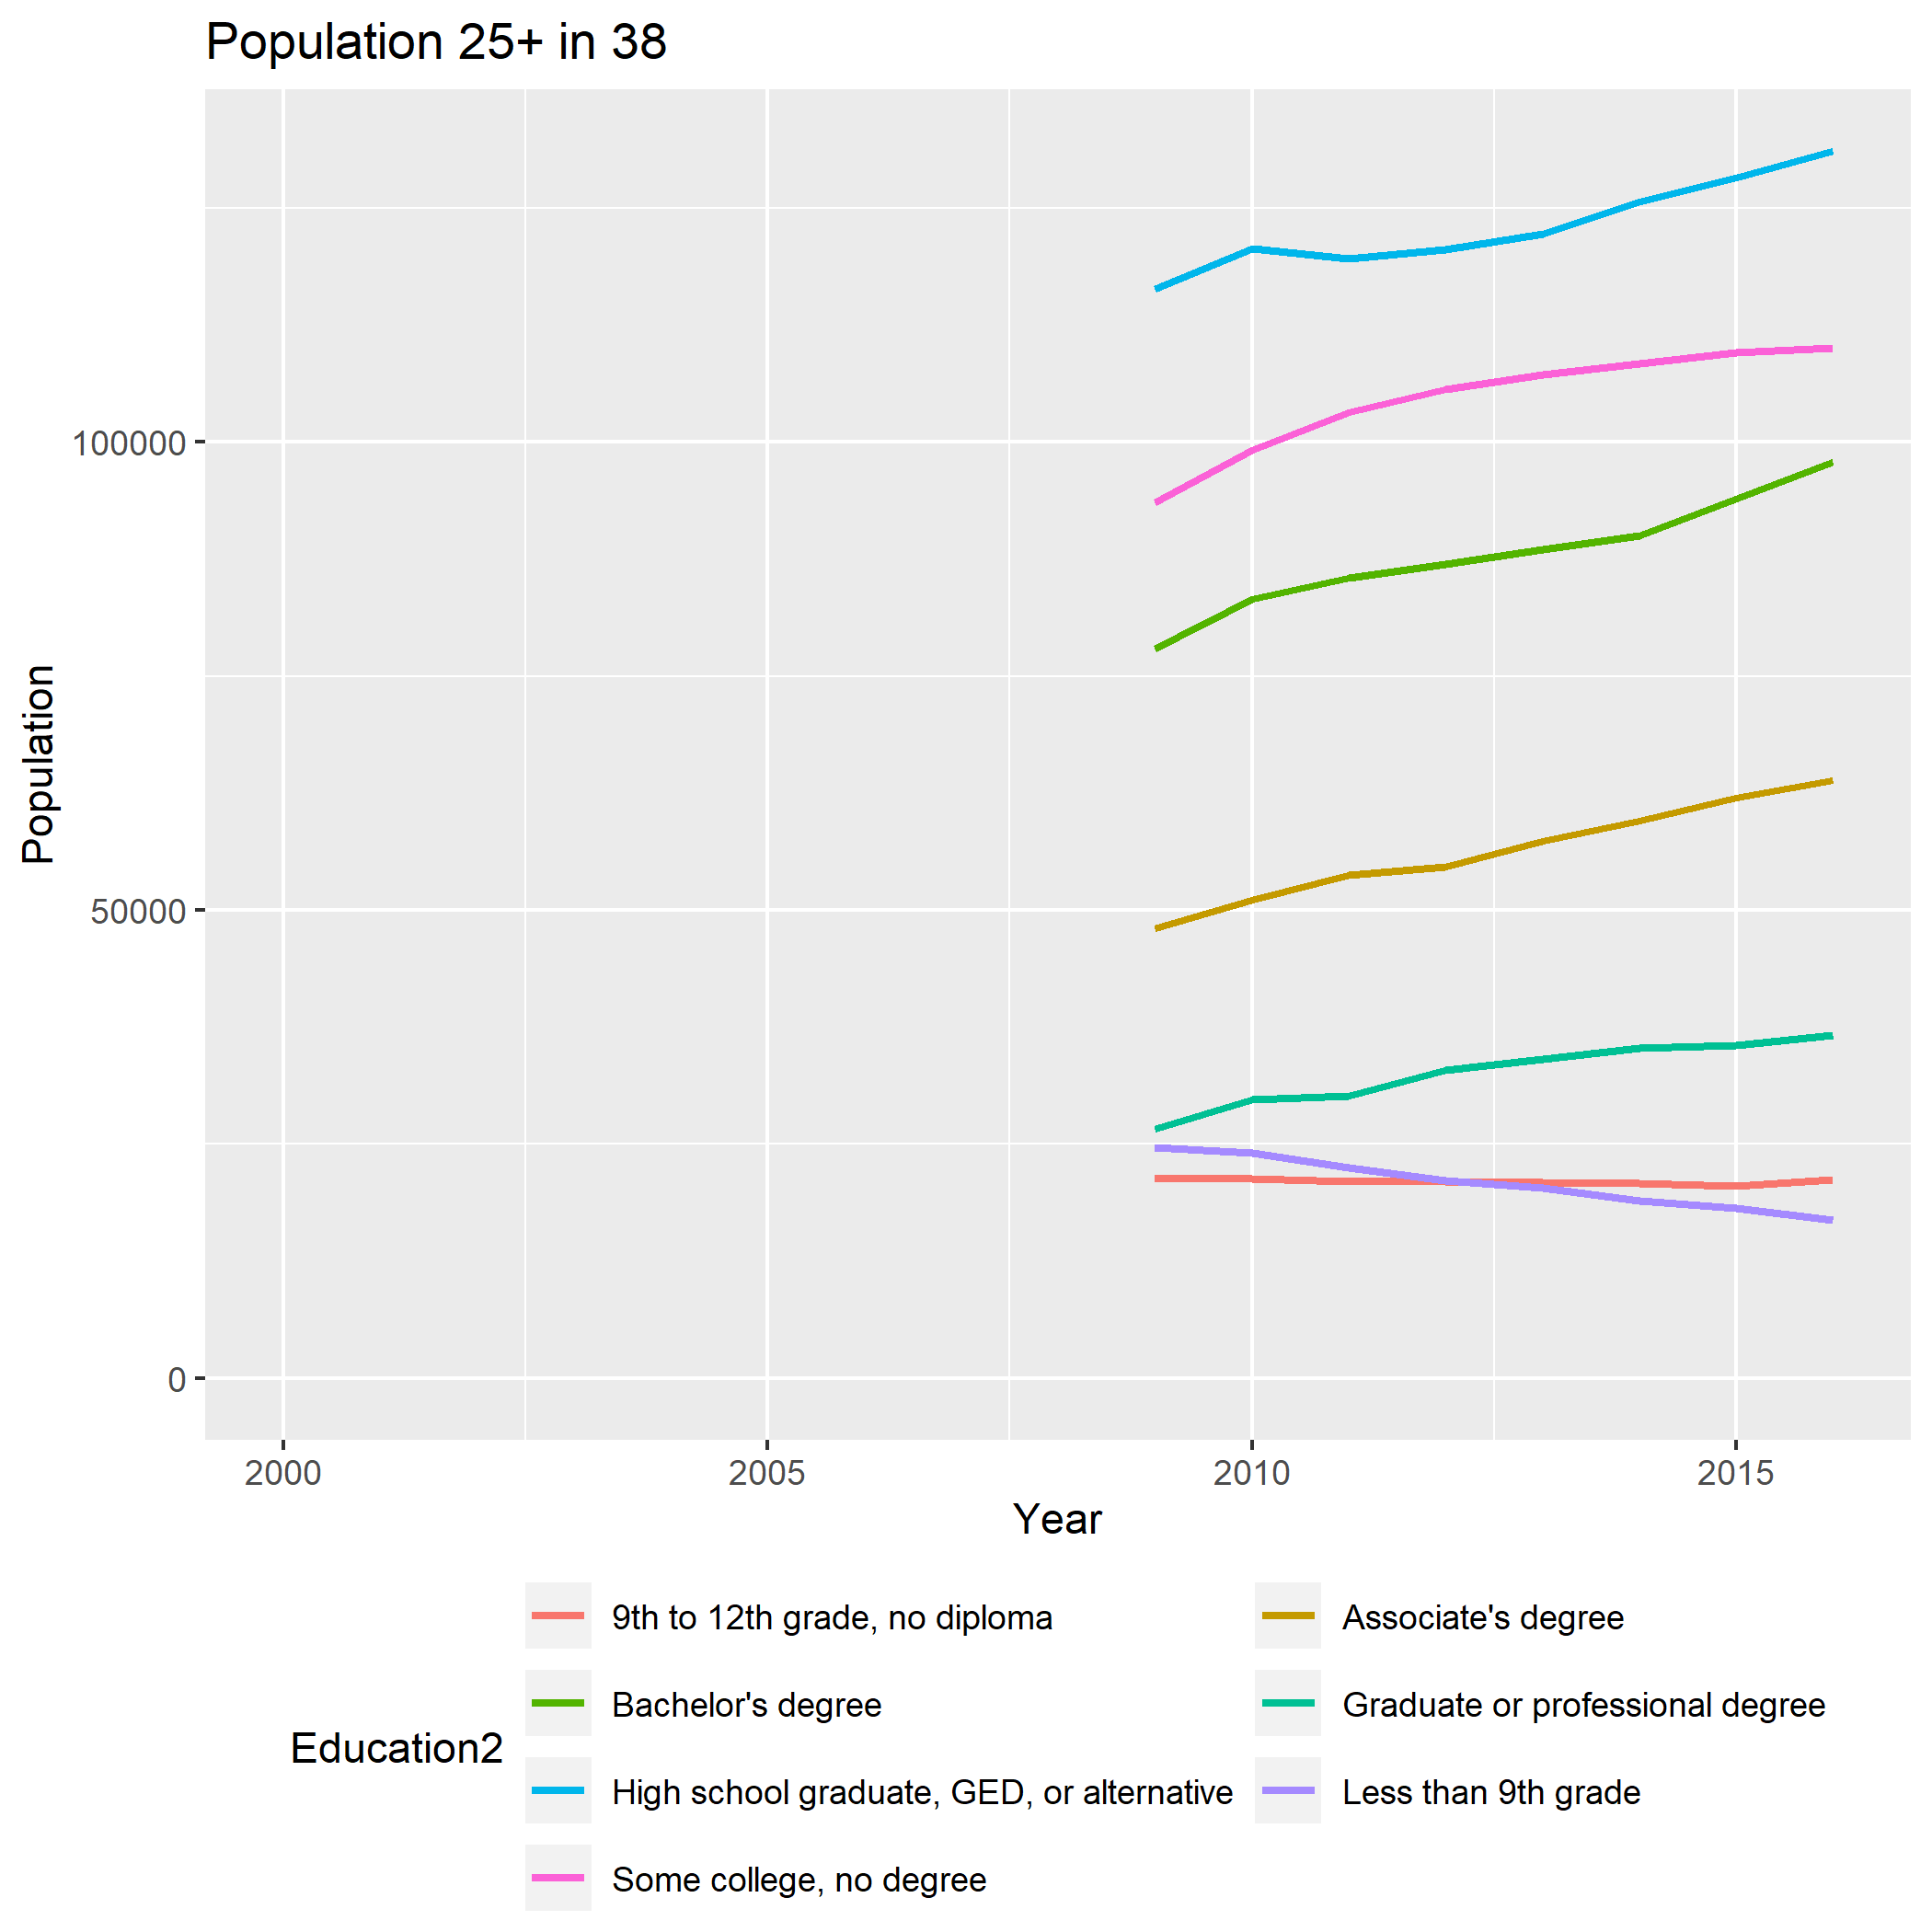 Population 25+ in 38
Population
100000
50000
0
2000 2005 2010 2015
Year
Education2
9th to 12th grade, no diploma
Bachelor's degree
High school graduate, GED, or alternative
Some college, no degree
Associate's degree
Graduate or professional degree
Less than 9th grade